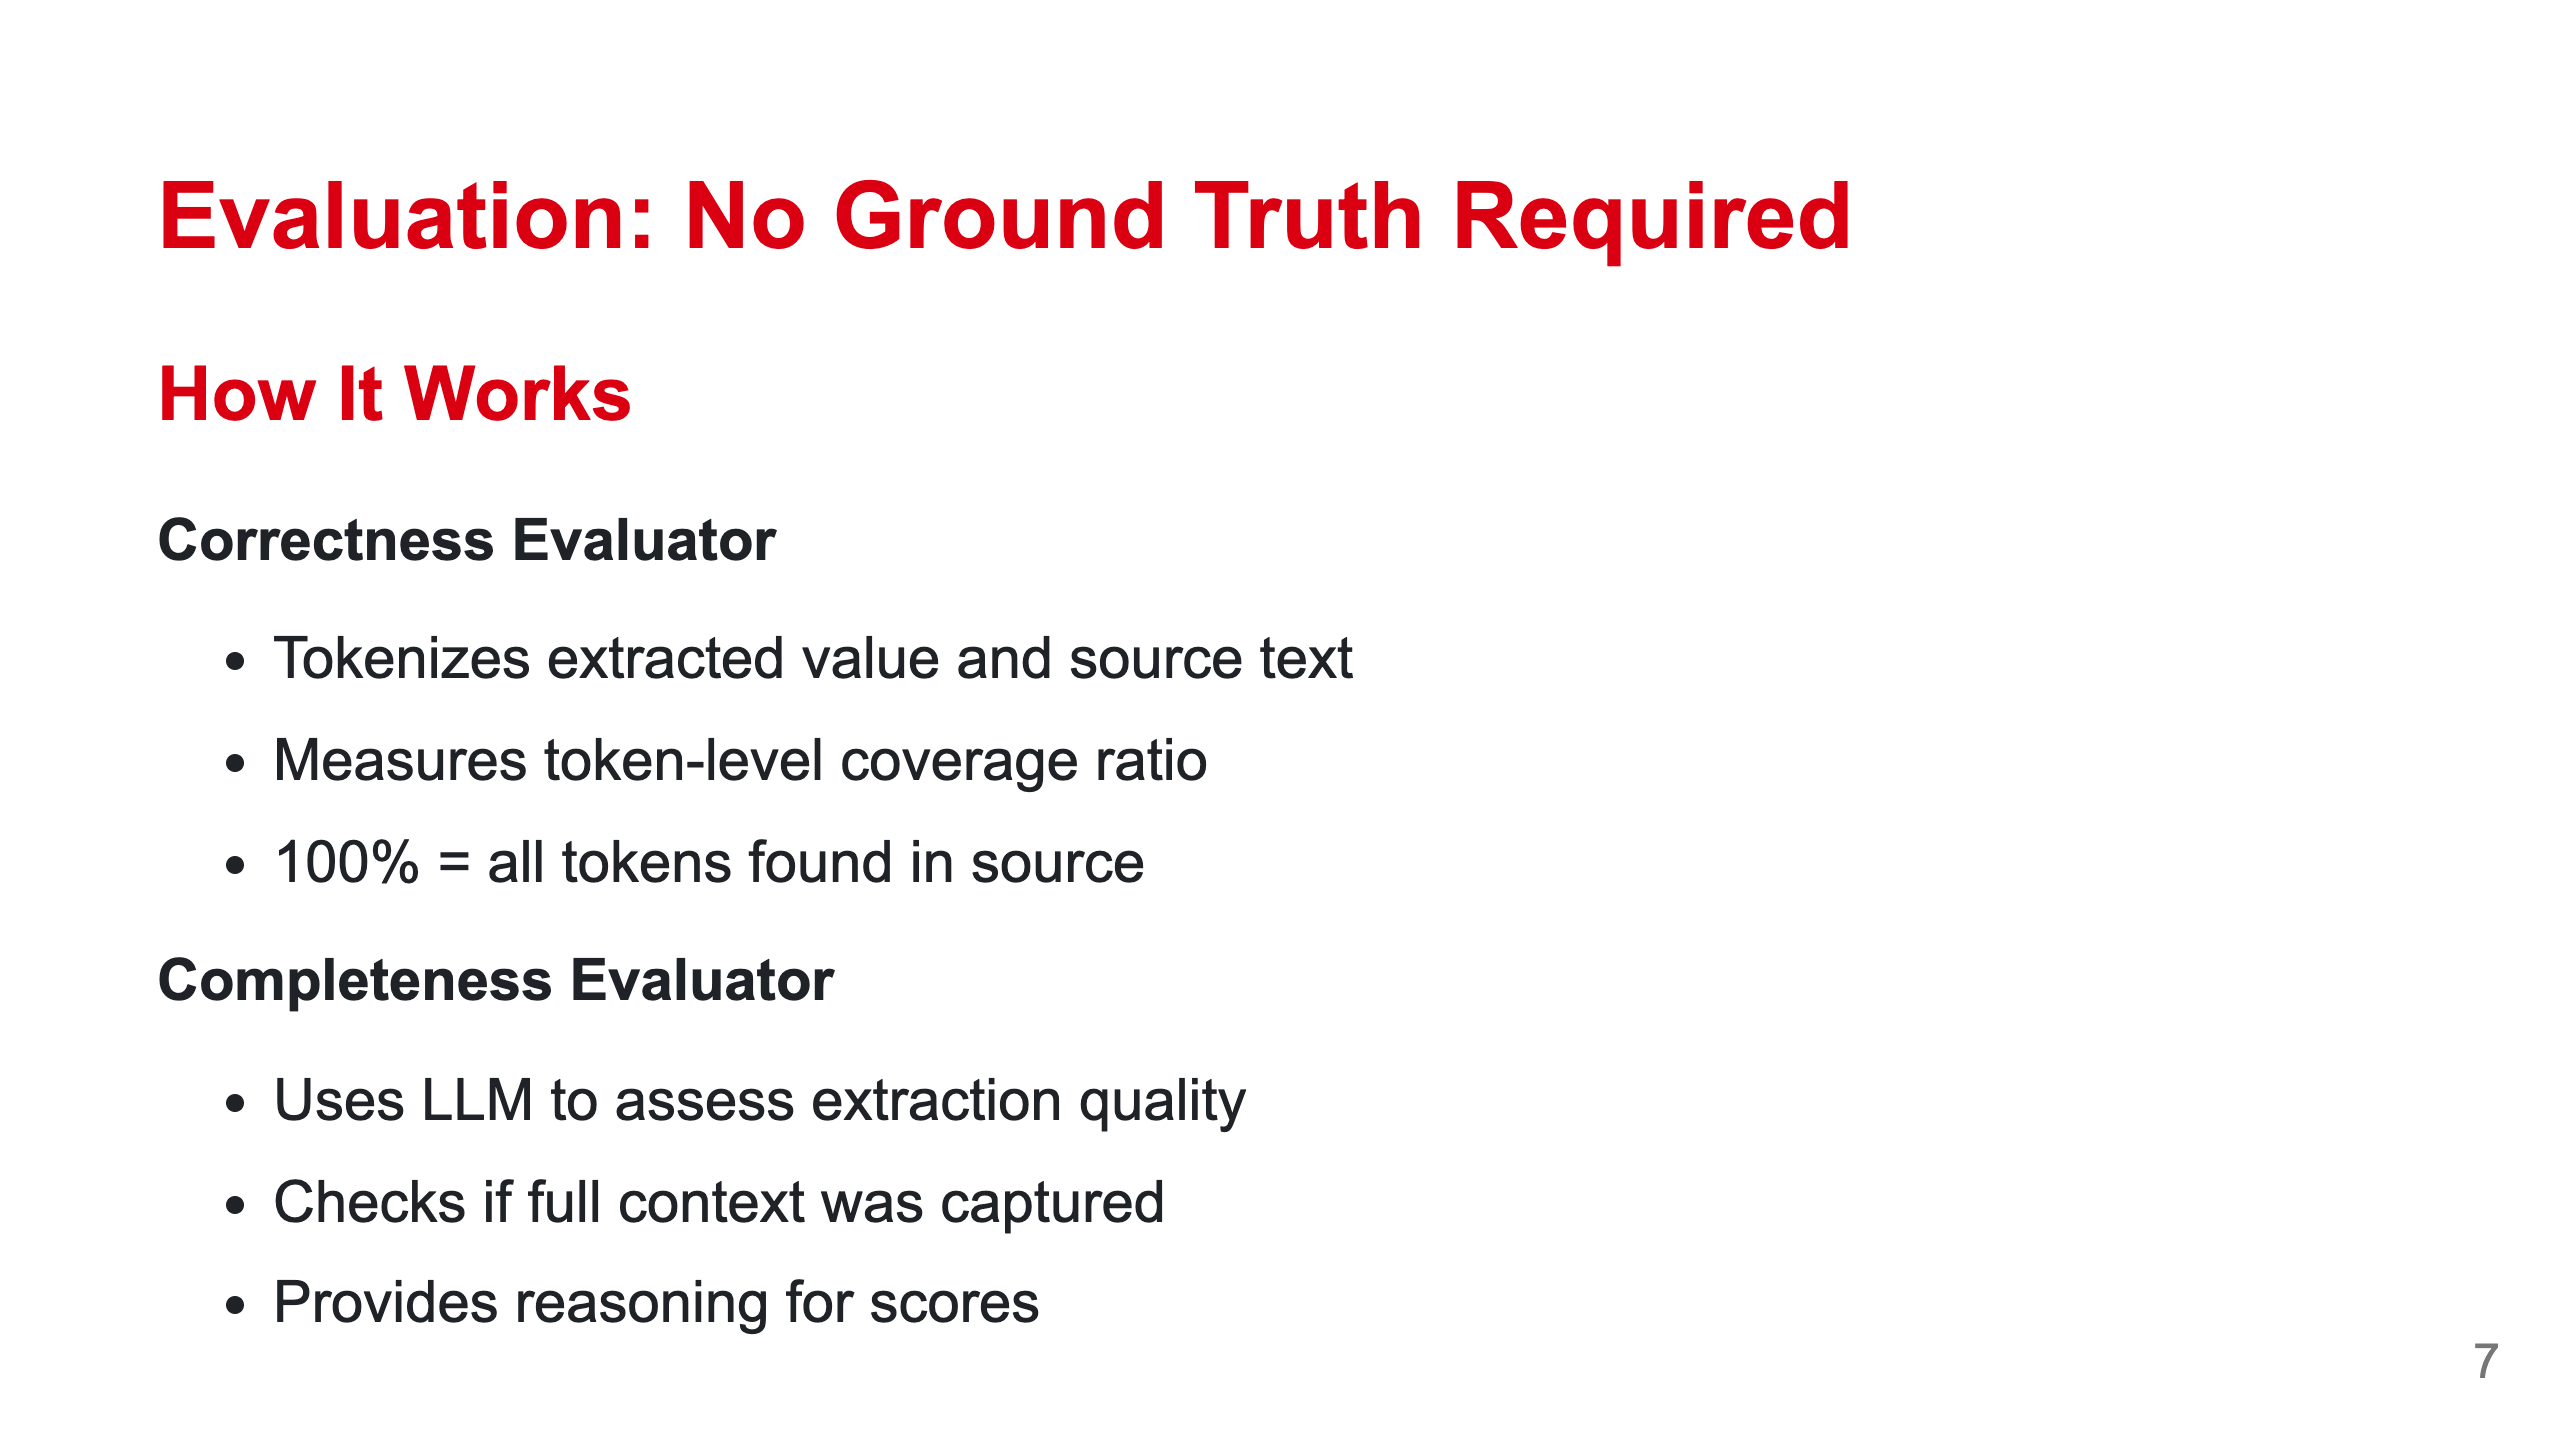 Evaluation: No Ground Truth Required
How It Works
Correctness Evaluator
• Tokenizes extracted value and source text
• Measures token-level coverage ratio
• 100% = all tokens found in source
Completeness Evaluator
• Uses LLM to assess extraction quality
• Checks if full context was captured
• Provides reasoning for scores
7